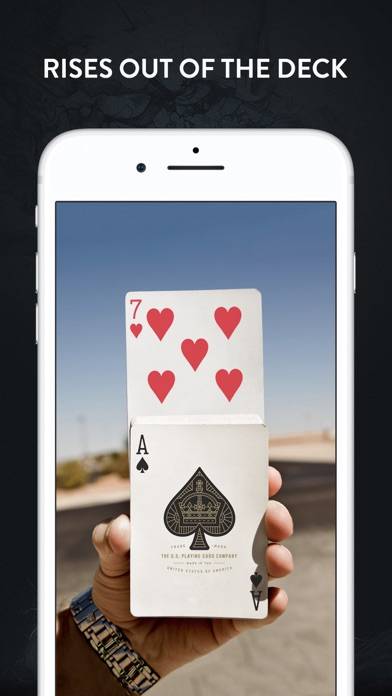 RISES OUT OF THE DECK
7
A
TRADE MARK
THE U.S. PLAYING CARD COMPANY
MADE IN THE
UNITED STATES OF AMERICA
A